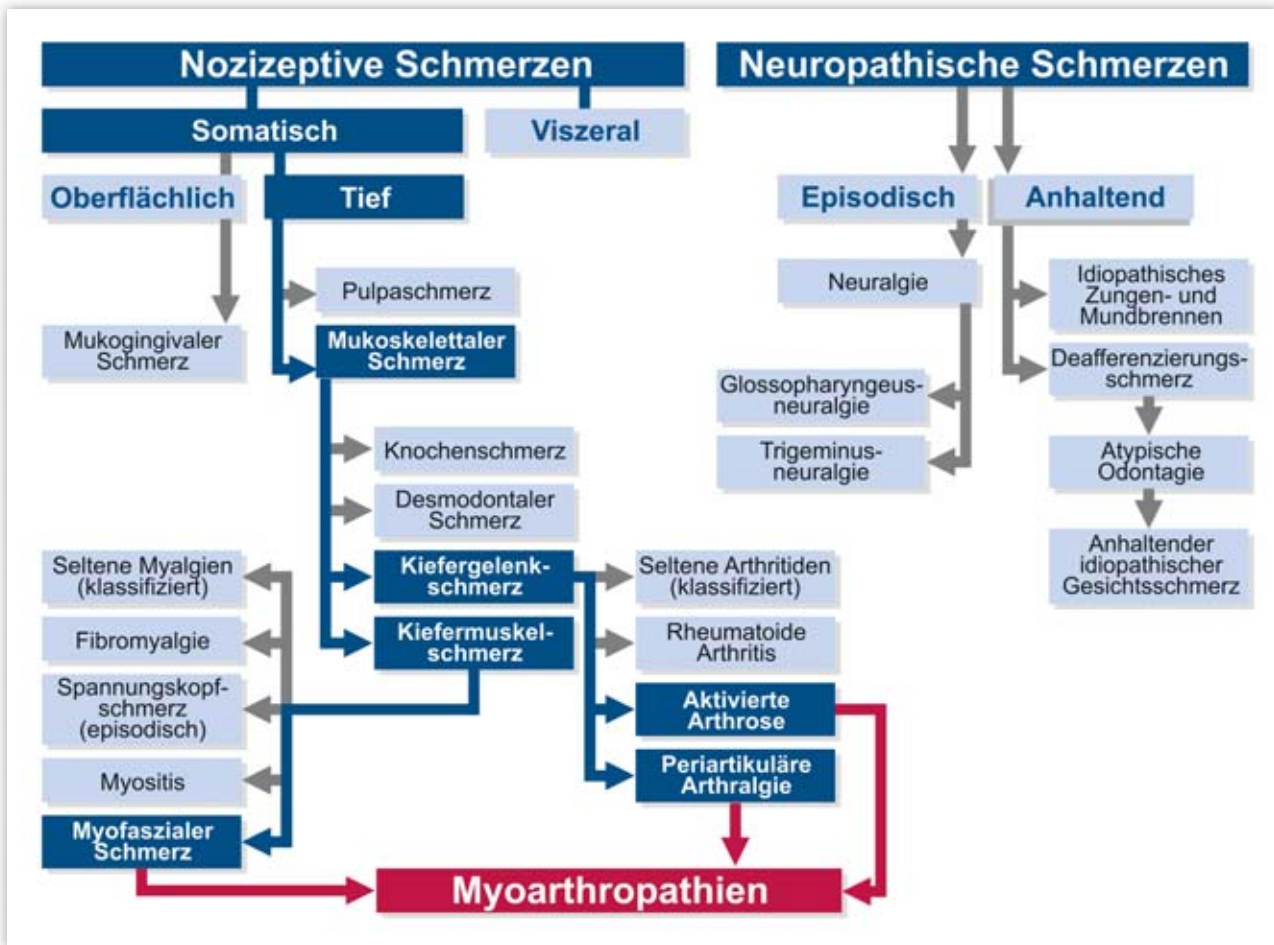 Nozizeptive Schmerzen
Somatisch
Viszeral
Oberflächlich
Tief
Pulpaschmerz
Mukogingivaler
Schmerz
Mukoskelettaler
Schmerz
Knochenschmerz
Desmodontaler
Schmerz
Kiefergelenk-
schmerz
Kiefermuskel-
schmerz
Seltene Myalgien
(klassifiziert)
Fibromyalgie
Spannungskopf-
schmerz
(episodisch)
Myositis
Myofaszialer
Schmerz
Seltene Arthritiden
(klassifiziert)
Rheumatoide
Arthritis
Aktivierte
Arthrose
Periartikuläre
Arthralgie
Myoarthropathien
Neuropathische Schmerzen
Episodisch
Anhaltend
Neuralgie
Glossopharyngeus-
neuralgie
Trigeminus-
neuralgie
Idiopathisches
Zungen- und
Mundbrennen
Deafferenzierungs-
schmerz
Atypische
Odontagie
Anhaltender
idiopathischer
Gesichtsschmerz